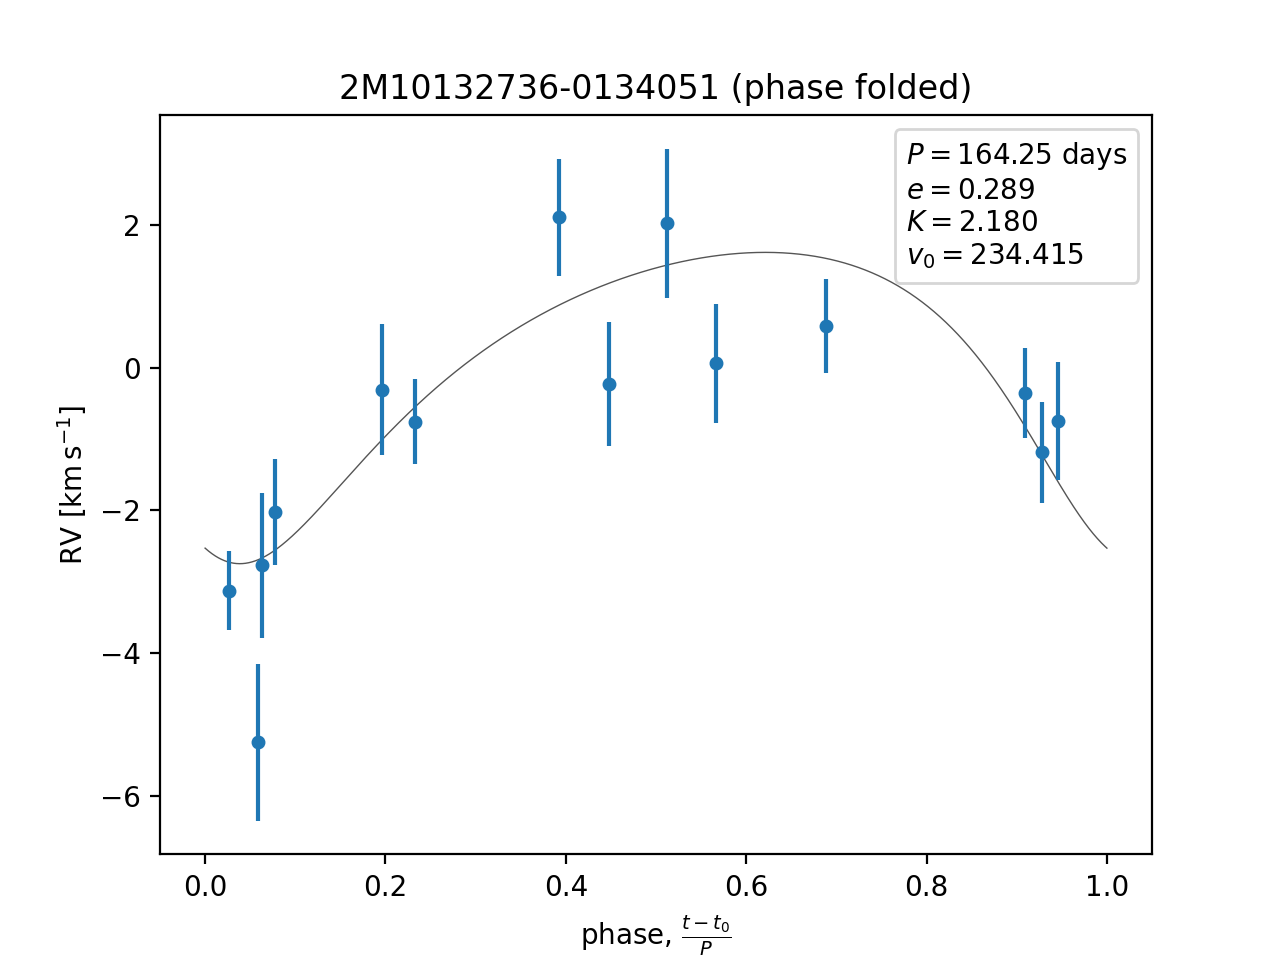 2M10132736-0134051 (phase folded)
P = 164.25 days
e = 0.289
K = 2.180
v₀ = 234.415
RV [km s⁻¹]
2
0
−2
−4
−6
0.0 0.2 0.4 0.6 0.8 1.0
phase, (t − t₀)/P